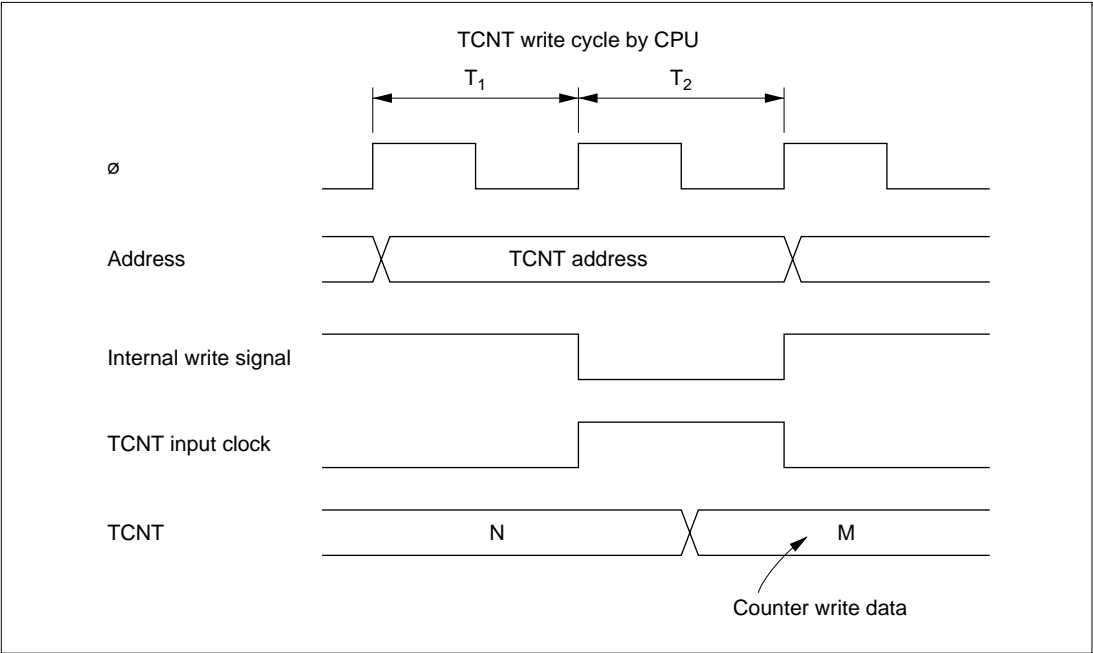 TCNT write cycle by CPU
T1 T2
ø
Address TCNT address
Internal write signal
TCNT input clock
TCNT N M
Counter write data